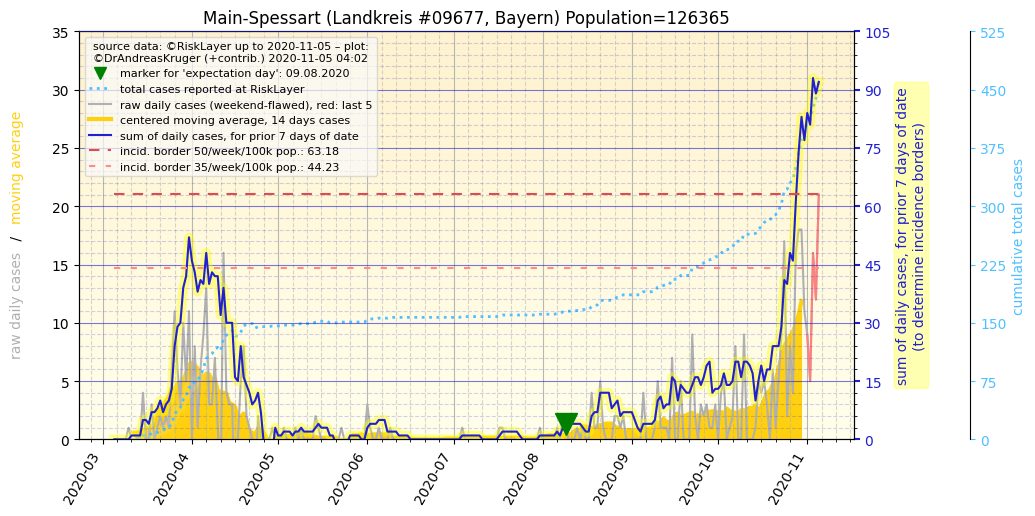 Main-Spessart (Landkreis #09677, Bayern) Population=126365
source data: ©RiskLayer up to 2020-11-05 – plot:
©DrAndreasKruger (+contrib.) 2020-11-05 04:02
marker for 'expectation day': 09.08.2020
total cases reported at RiskLayer
raw daily cases (weekend-flawed), red: last 5
centered moving average, 14 days cases
sum of daily cases, for prior 7 days of date
incid. border 50/week/100k pop.: 63.18
incid. border 35/week/100k pop.: 44.23
raw daily cases / moving average
35
30
25
20
15
10
5
0
2020-03
2020-04
2020-05
2020-06
2020-07
2020-08
2020-09
2020-10
2020-11
105
90
75
60
45
30
15
0
sum of daily cases, for prior 7 days of date
(to determine incidence borders)
525
450
375
300
225
150
75
0
cumulative total cases